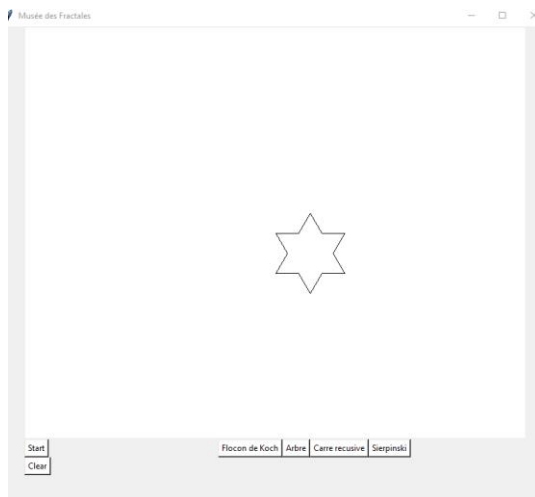 Musée des Fractales
Start
Flocon de Koch Arbre Carre recusive Sierpinski
Clear